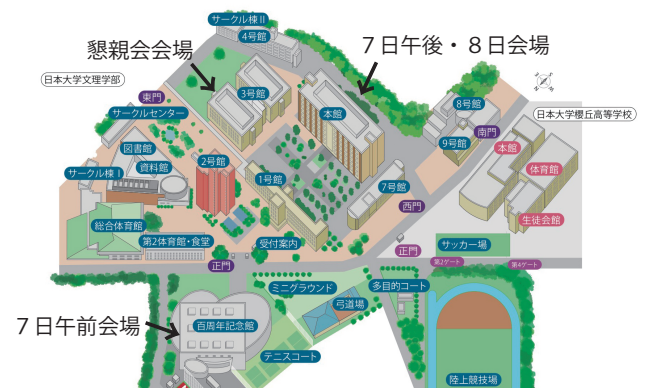 サークル棟Ⅱ
4号館
懇親会会場
７日午後・８日会場
日本大学文理学部
東門
3号館
本館
8号館
日本大学櫻丘高等学校
サークルセンター
南門
9号館
図書館
資料館
2号館
本館
体育館
サークル棟Ⅰ
1号館
7号館
西門
生徒会館
総合体育館
第2体育館・食堂
受付案内
正門
サッカー場
正門
第2ゲート
第4ゲート
ミニグラウンド
多目的コート
弓道場
７日午前会場
百周年記念館
テニスコート
陸上競技場